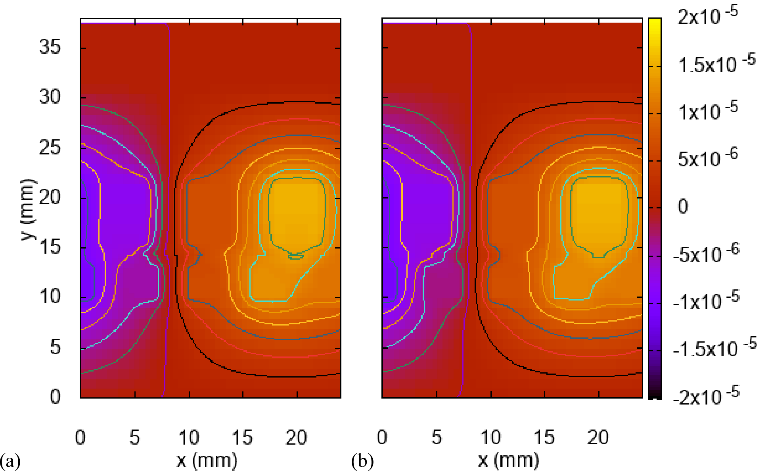 35
30
25
20
15
10
5
0
y (mm)
0 5 10 15 20
x (mm)
(a)
0 5 10 15 20
x (mm)
(b)
2x10^-5
1.5x10^-5
1x10^-5
5x10^-6
0
-5x10^-6
-1x10^-5
-1.5x10^-5
-2x10^-5